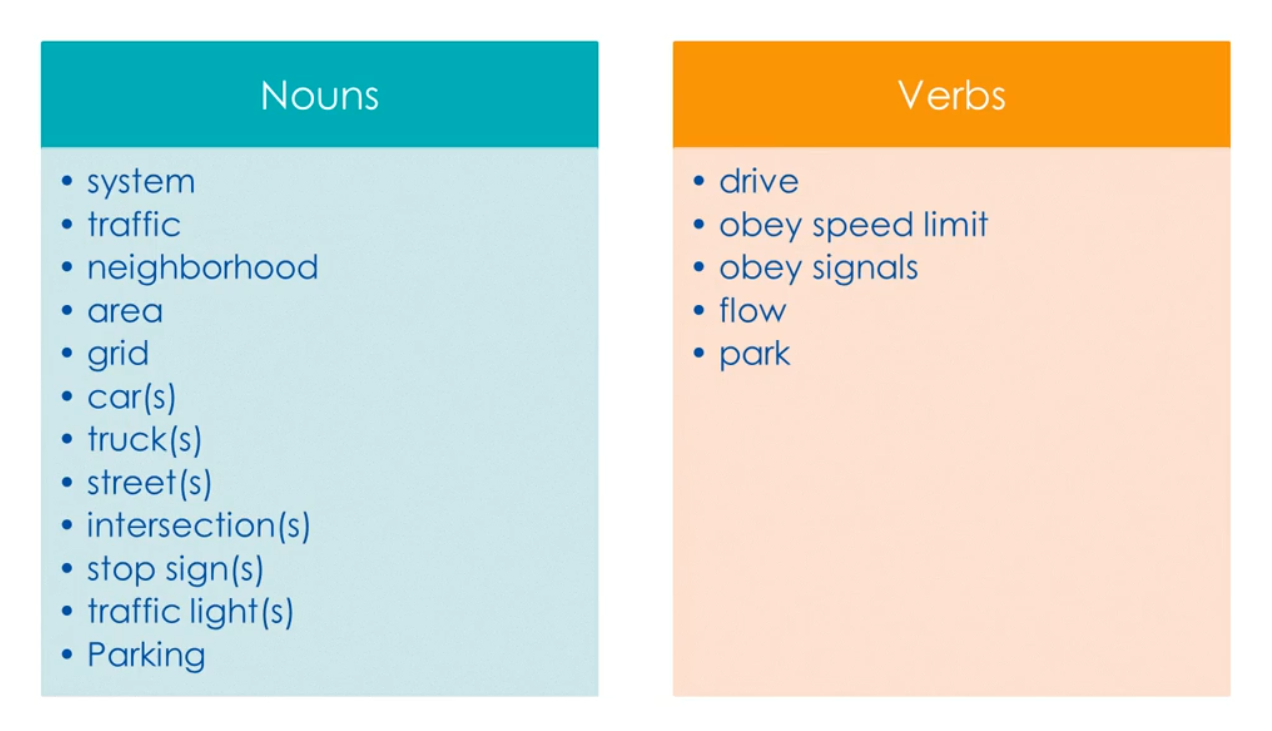 Nouns
• system
• traffic
• neighborhood
• area
• grid
• car(s)
• truck(s)
• street(s)
• intersection(s)
• stop sign(s)
• traffic light(s)
• Parking
Verbs
• drive
• obey speed limit
• obey signals
• flow
• park